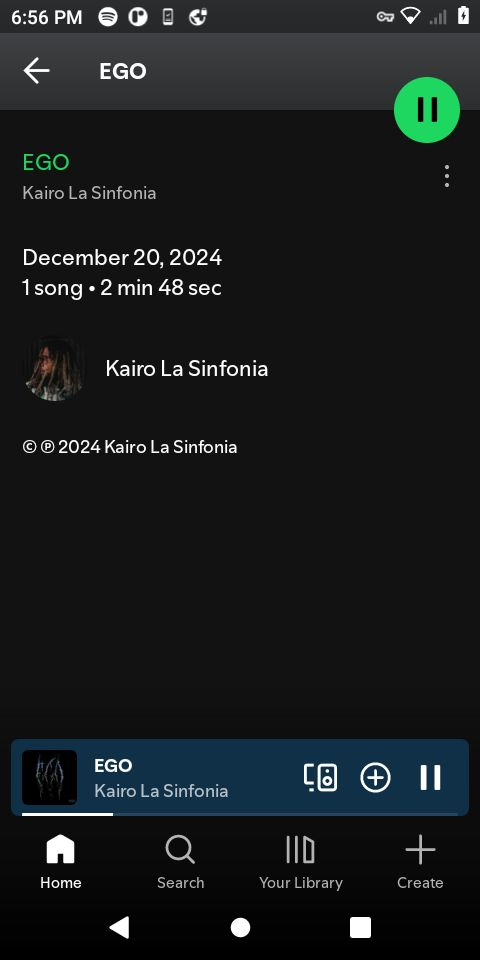 6:56 PM
EGO
EGO
Kairo La Sinfonia
December 20, 2024
1 song • 2 min 48 sec
Kairo La Sinfonia
© ℗ 2024 Kairo La Sinfonia
EGO
Kairo La Sinfonia
Home
Search
Your Library
Create